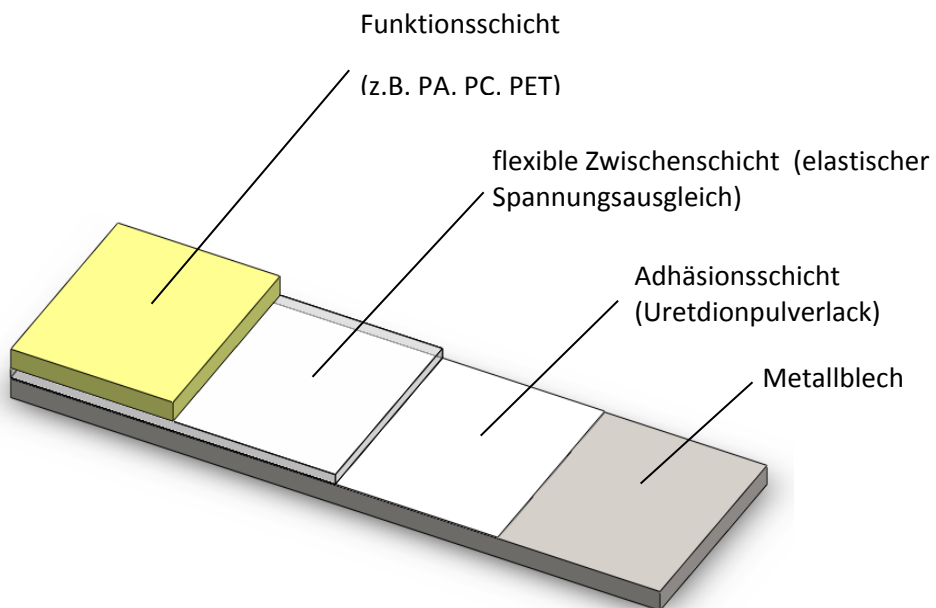 Funktionsschicht
(z.B. PA, PC, PET)
flexible Zwischenschicht (elastischer
Spannungsausgleich)
Adhäsionsschicht
(Uretdionpulverlack)
Metallblech